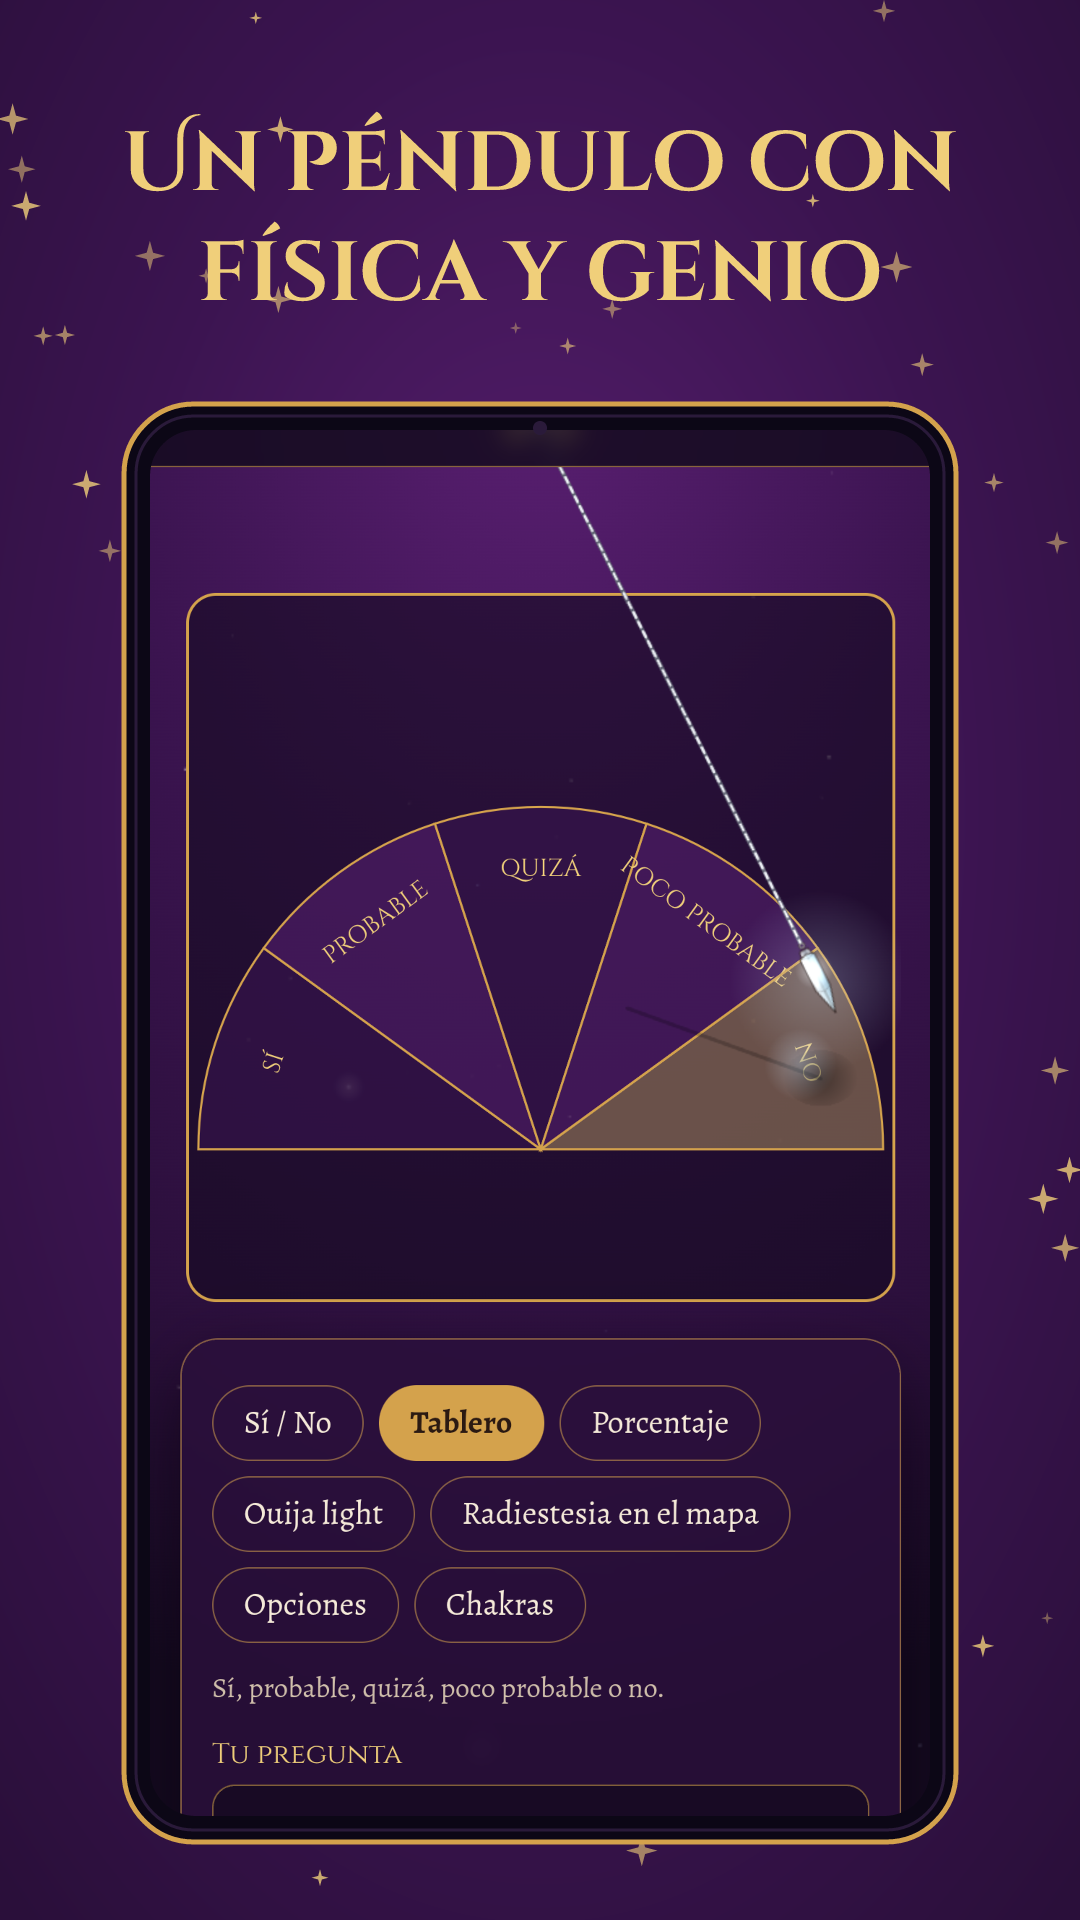 Un péndulo con
física y genio
QUIZÁ
POCO PROBABLE
PROBABLE
SÍ
NO
Sí / No
Tablero
Porcentaje
Ouija light
Radiestesia en el mapa
Opciones
Chakras
Sí, probable, quizá, poco probable o no.
Tu pregunta